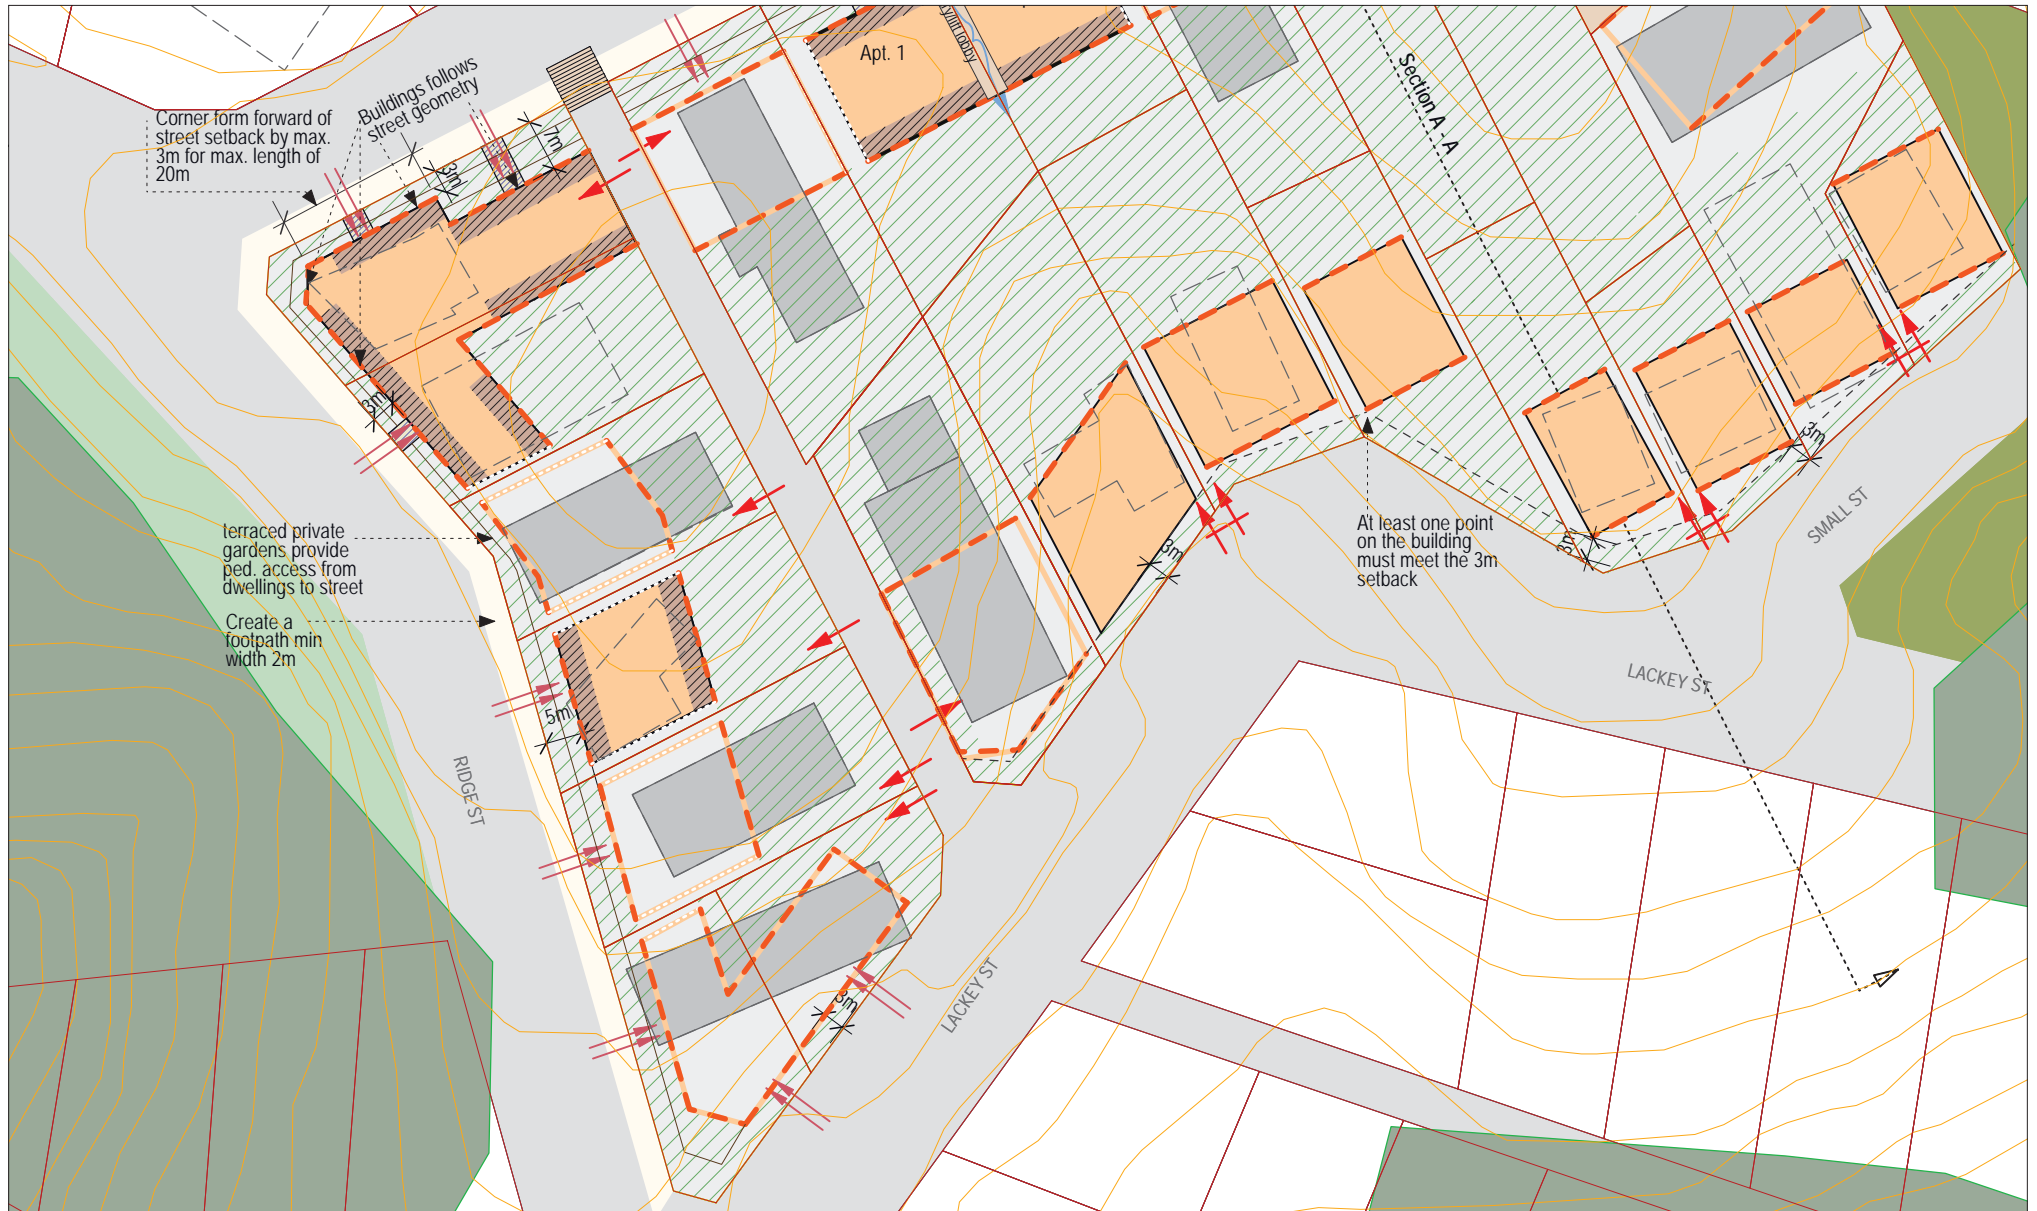 Corner form forward of
street setback by max.
3m for max. length of
20m
Buildings follows
street geometry
7m
3m
Apt. 1
lift lobby
Section A - A
3m
terraced private
gardens provide
ped. access from
dwellings to street
Create a
footpath min
width 2m
5m
RIDGE ST
3m
At least one point
on the building
must meet the 3m
setback
3m
3m
SMALL ST
LACKEY ST
LACKEY ST
3m